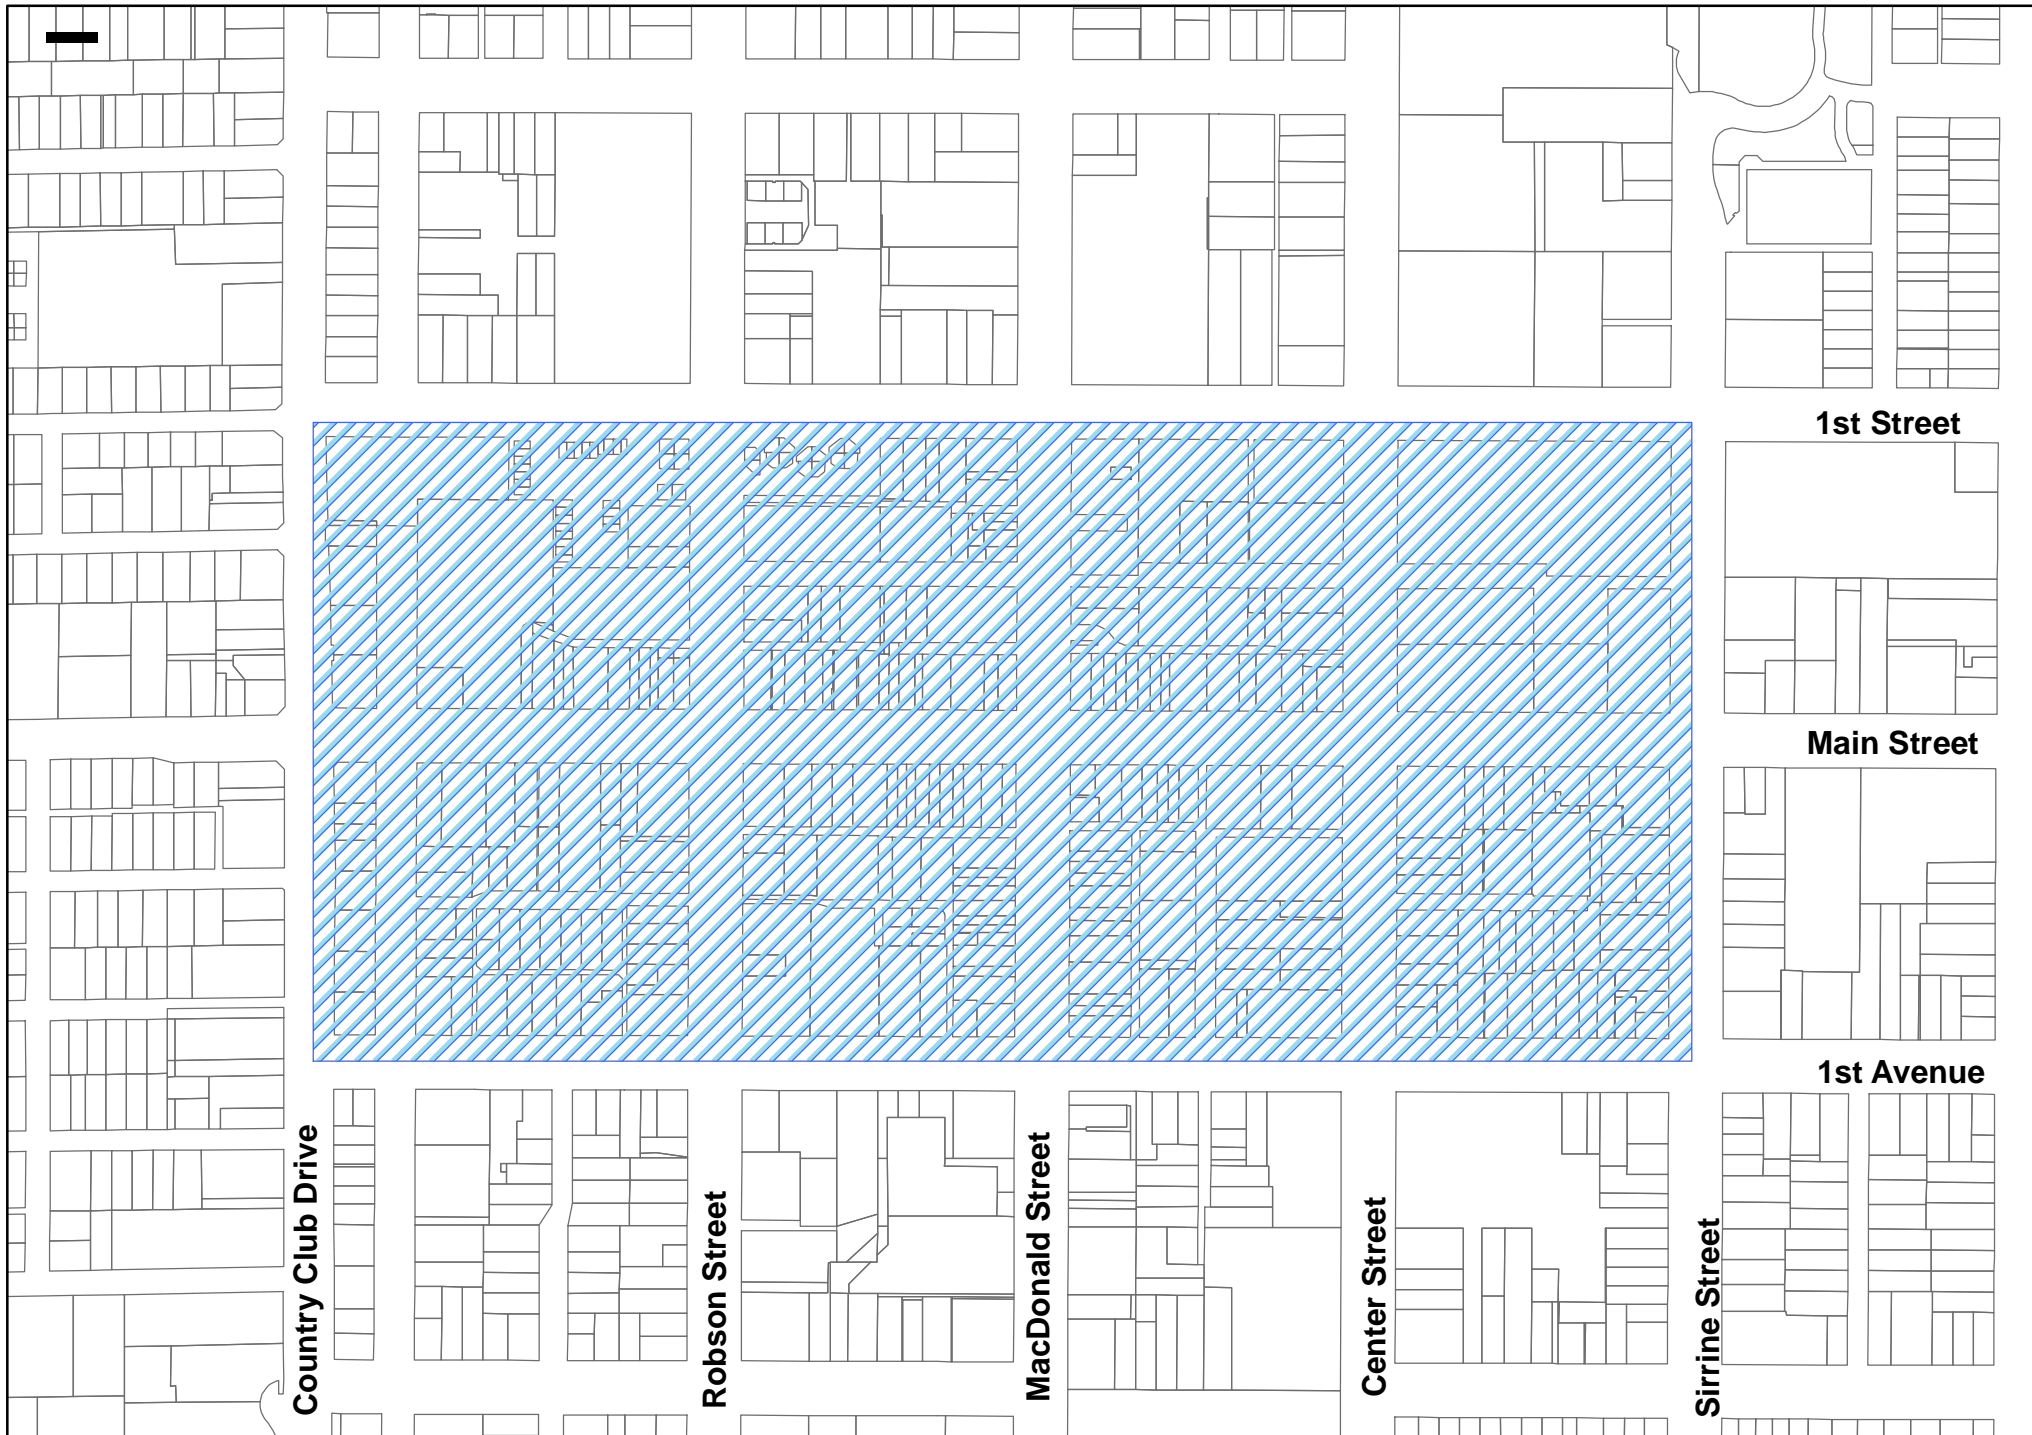 1st Street
Main Street
1st Avenue
Country Club Drive
Robson Street
MacDonald Street
Center Street
Sirrine Street